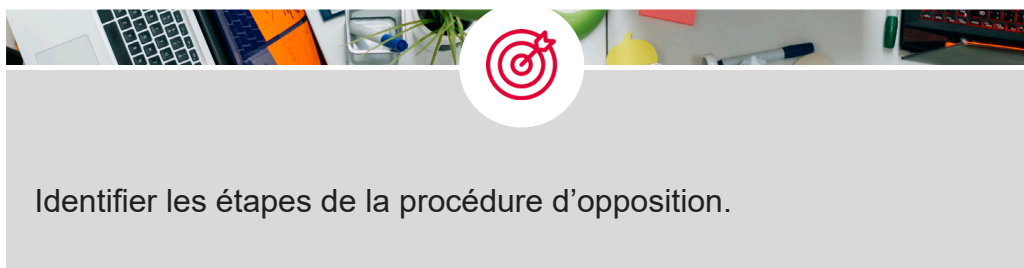 Identifier les étapes de la procédure d’opposition.